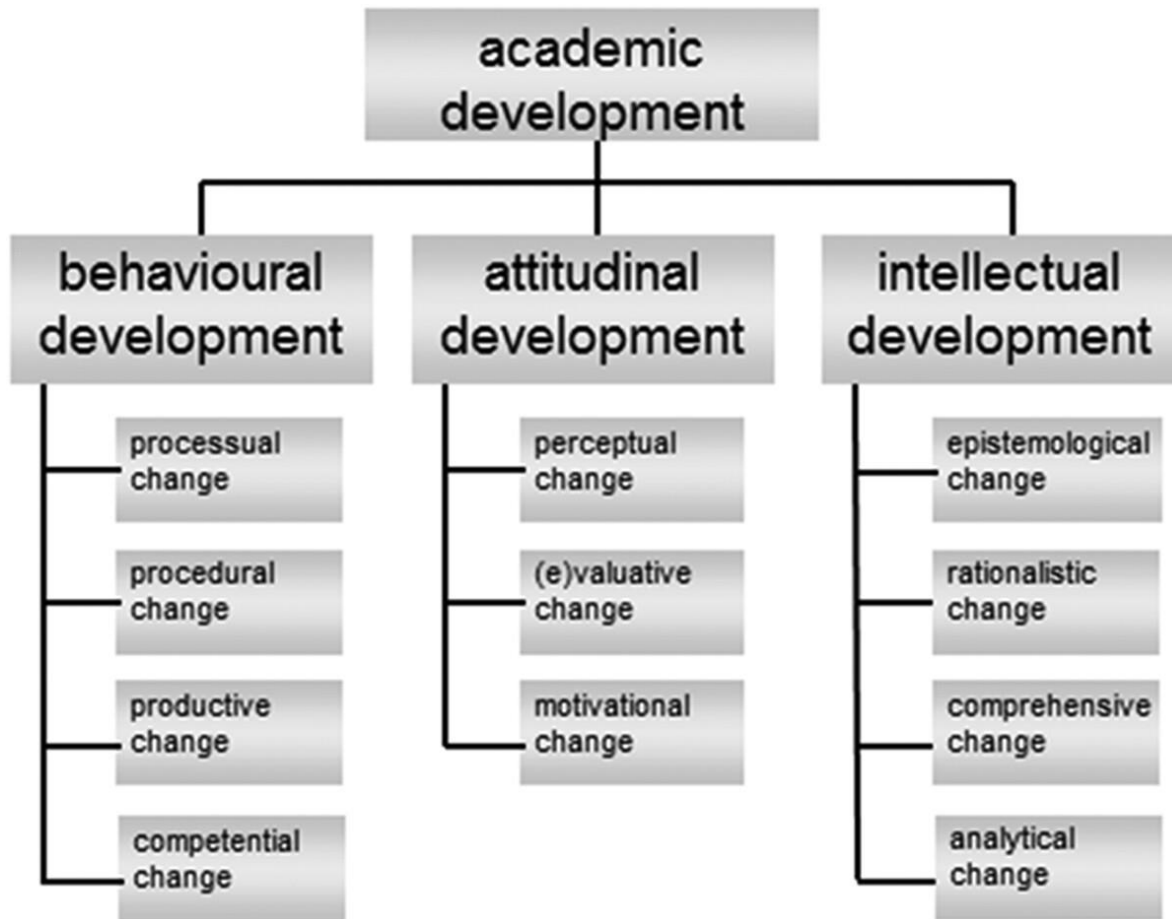 academic
development
behavioural
development
processual
change
procedural
change
productive
change
competential
change
attitudinal
development
perceptual
change
(e)valuative
change
motivational
change
intellectual
development
epistemological
change
rationalistic
change
comprehensive
change
analytical
change